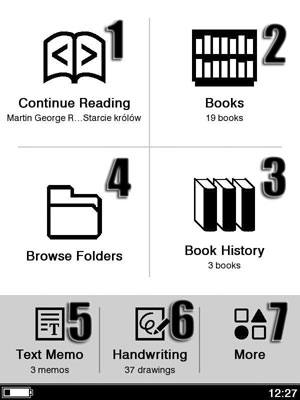 1
Continue Reading
Martin George R...Starcie królów
2
Books
19 books
4
Browse Folders
3
Book History
3 books
5
T
Text Memo
3 memos
6
Handwriting
37 drawings
7
More
12:27